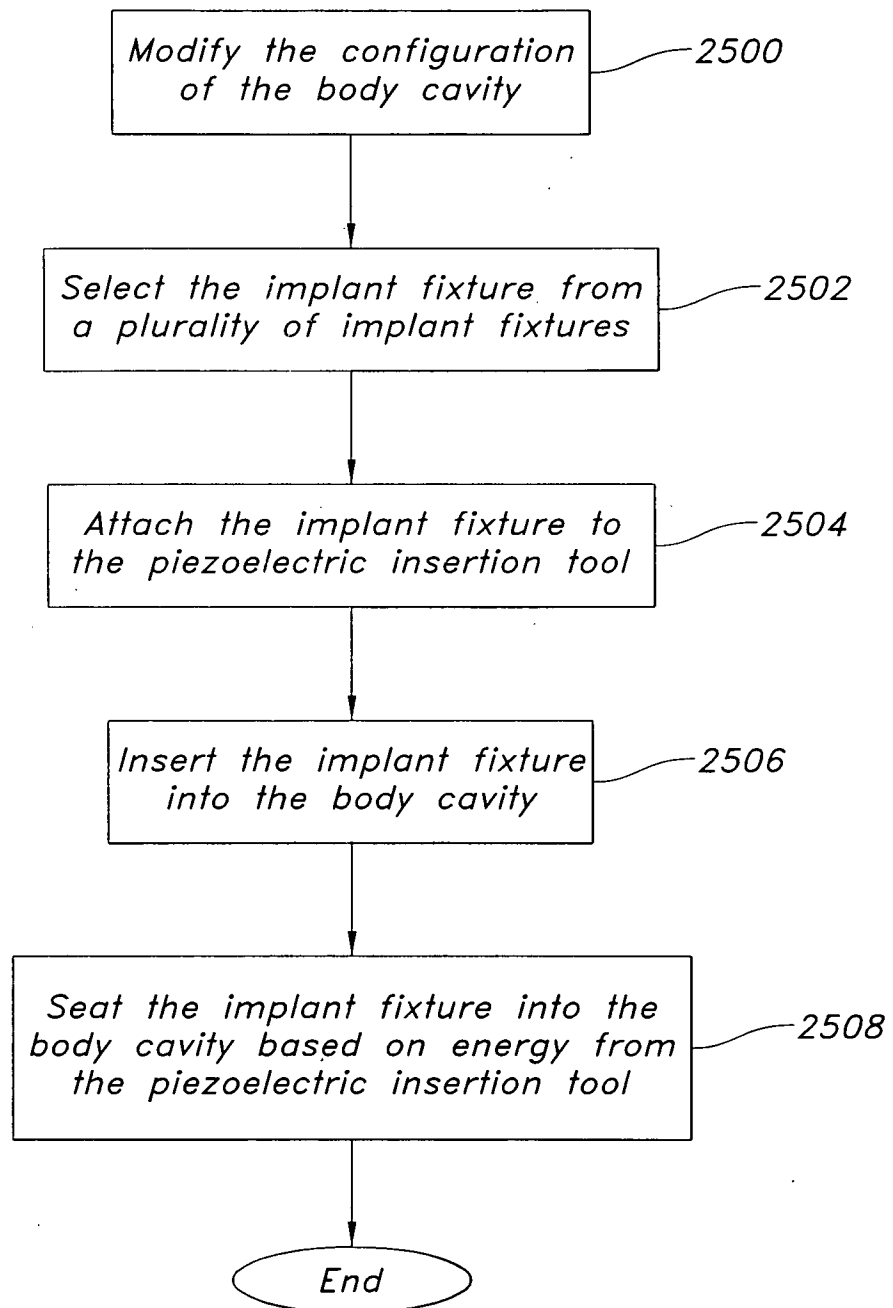 Modify the configuration
of the body cavity
2500
Select the implant fixture from
a plurality of implant fixtures
2502
Attach the implant fixture to
the piezoelectric insertion tool
2504
Insert the implant fixture
into the body cavity
2506
Seat the implant fixture into the
body cavity based on energy from
the piezoelectric insertion tool
2508
End